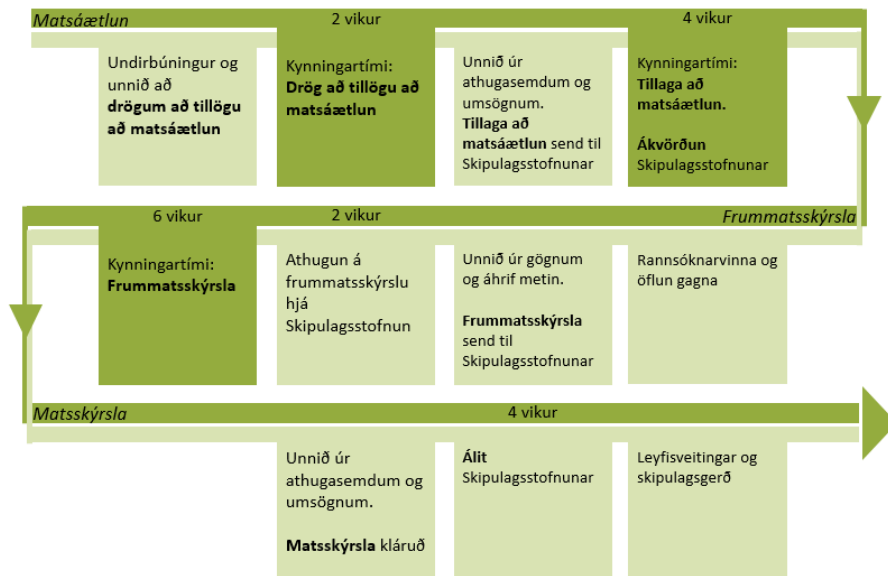 Matsáætlun
2 vikur
4 vikur
Undirbúningur og
unnið að
drögum að tillögu
að matsáætlun
Kynningartími:
Drög að tillögu að
matsáætlun
Unnið úr
athugasemdum og
umsögnum.
Tillaga að
matsáætlun send til
Skipulagsstofnunar
Kynningartími:
Tillaga að
matsáætlun.
Ákvörðun
Skipulagsstofnunar
6 vikur
2 vikur
Frummatsskýrsla
Kynningartími:
Frummatsskýrsla
Athugun á
frummatsskýrslu
hjá
Skipulagsstofnun
Unnið úr gögnum
og áhrif metin.
Frummatsskýrsla
send til
Skipulagsstofnunar
Rannsóknarvinna og
öflun gagna
Matsskýrsla
4 vikur
Unnið úr
athugasemdum og
umsögnum.
Matsskýrsla kláruð
Álit
Skipulagsstofnunar
Leyfisveitingar og
skipulagsgerð